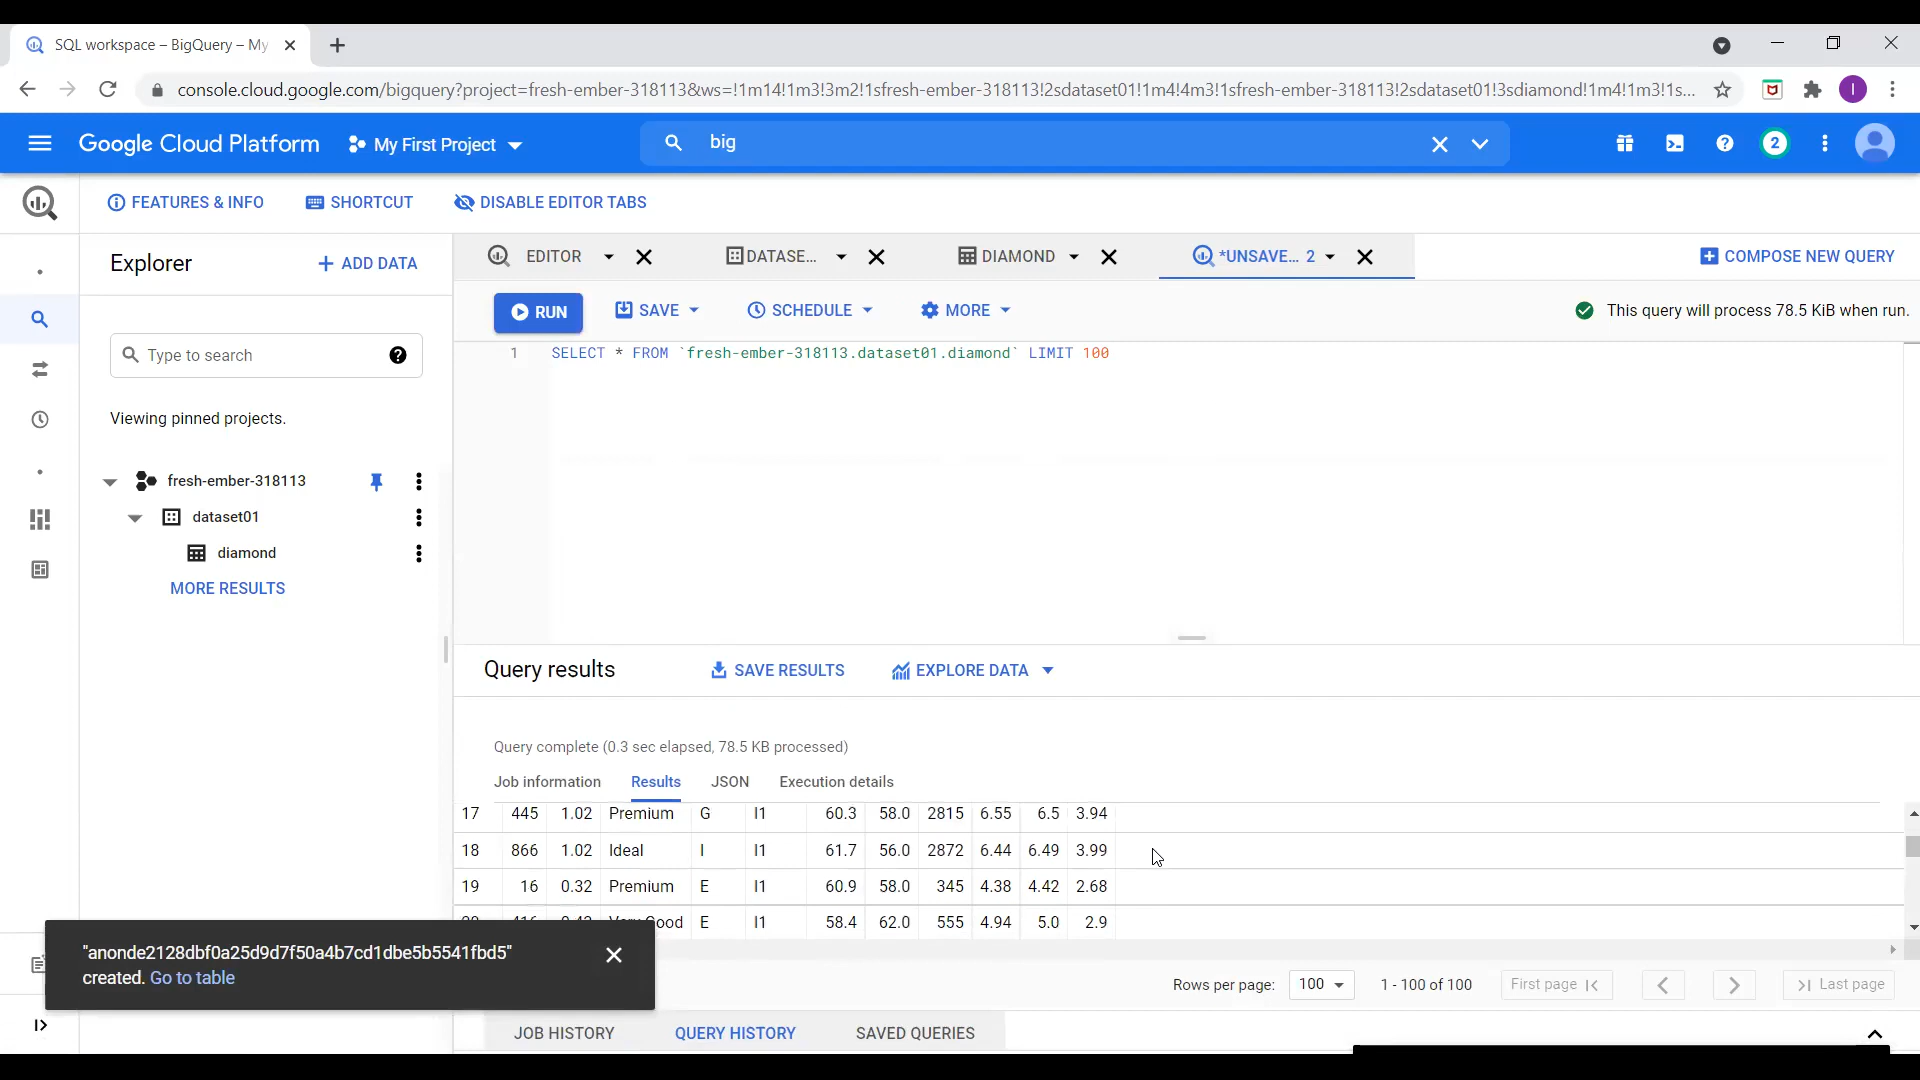 SQL workspace – BigQuery – My
console.cloud.google.com/bigquery?project=fresh-ember-318113&ws=!1m14!1m3!3m2!1sfresh-ember-318113!2sdataset01!1m4!4m3!1sfresh-ember-318113!2sdataset01!3sdiamond!1m4!1m3!1s...
I
Google Cloud Platform
My First Project
big
2
FEATURES & INFO
SHORTCUT
DISABLE EDITOR TABS
Explorer
+ ADD DATA
EDITOR
DATASE...
DIAMOND
*UNSAVE... 2
COMPOSE NEW QUERY
RUN
SAVE
SCHEDULE
MORE
This query will process 78.5 KiB when run.
Type to search
1 SELECT * FROM `fresh-ember-318113.dataset01.diamond` LIMIT 100
Viewing pinned projects.
fresh-ember-318113
dataset01
diamond
MORE RESULTS
Query results
SAVE RESULTS
EXPLORE DATA
Query complete (0.3 sec elapsed, 78.5 KB processed)
Job information
Results
JSON
Execution details
17 445 1.02 Premium G I1 60.3 58.0 2815 6.55 6.5 3.94
18 866 1.02 Ideal I I1 61.7 56.0 2872 6.44 6.49 3.99
19 16 0.32 Premium E I1 60.9 58.0 345 4.38 4.42 2.68
Good E I1 58.4 62.0 555 4.94 5.0 2.9
"anonde2128dbf0a25d9d7f50a4b7cd1dbe5b5541fbd5"
created. Go to table
Rows per page: 100 1 - 100 of 100 First page Last page
JOB HISTORY
QUERY HISTORY
SAVED QUERIES